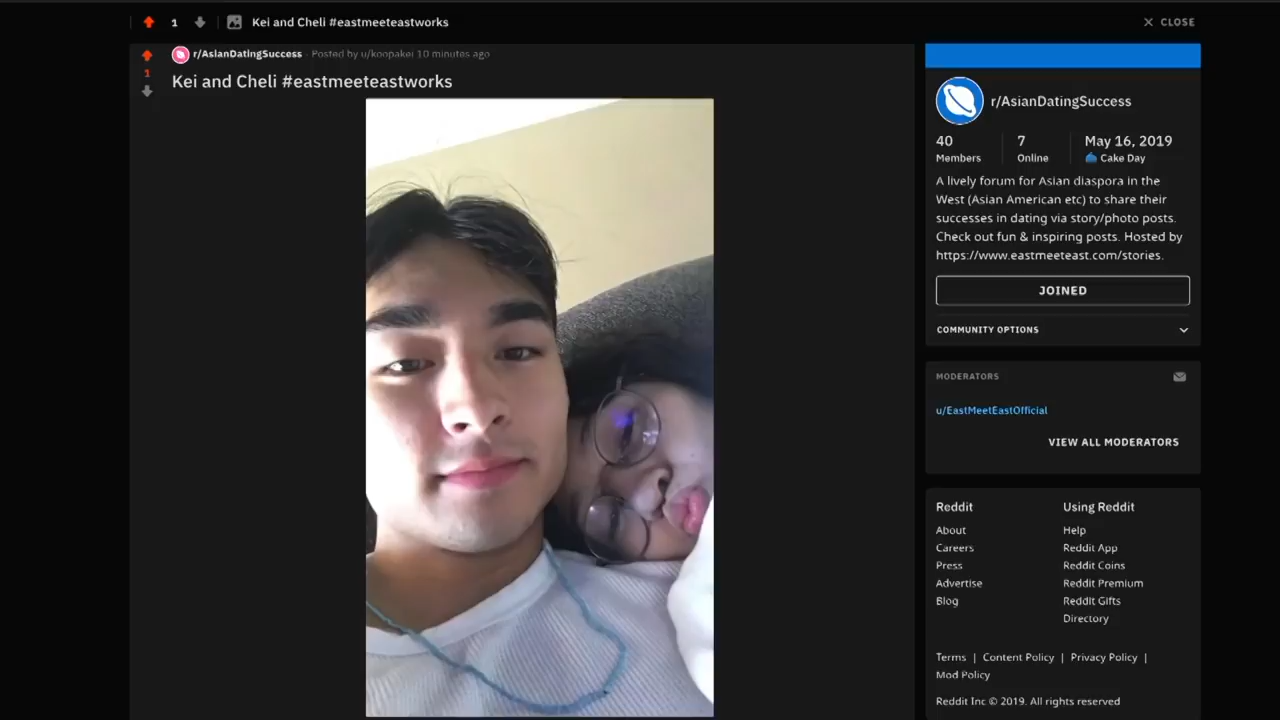 1
Kei and Cheli #eastmeeteastworks
CLOSE
r/AsianDatingSuccess · Posted by u/koopakei 10 minutes ago
1
Kei and Cheli #eastmeeteastworks
r/AsianDatingSuccess
40
Members
7
Online
May 16, 2019
Cake Day
A lively forum for Asian diaspora in the
West (Asian American etc) to share their
successes in dating via story/photo posts.
Check out fun & inspiring posts. Hosted by
https://www.eastmeeteast.com/stories.
JOINED
COMMUNITY OPTIONS
MODERATORS
u/EastMeetEastOfficial
VIEW ALL MODERATORS
Reddit
About
Careers
Press
Advertise
Blog
Using Reddit
Help
Reddit App
Reddit Coins
Reddit Premium
Reddit Gifts
Directory
Terms | Content Policy | Privacy Policy |
Mod Policy
Reddit Inc © 2019. All rights reserved